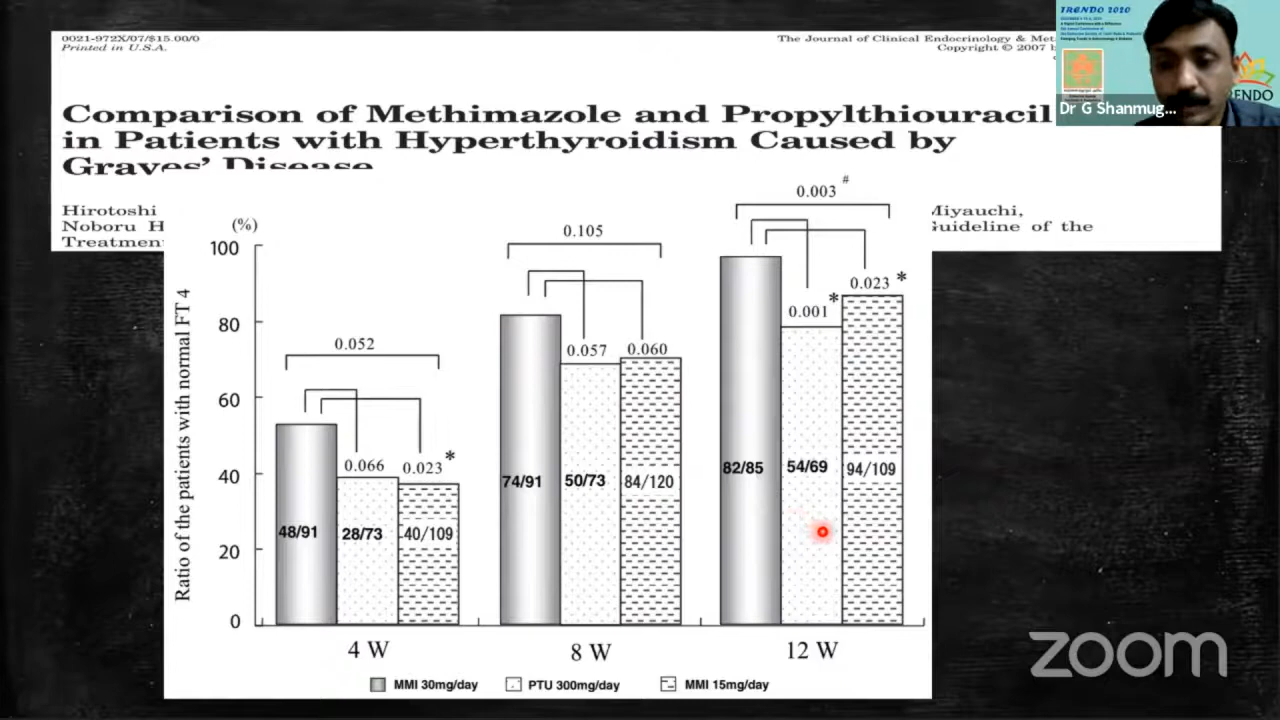 0021-972X/07/$15.00/0
Printed in U.S.A.
The Journal of Clinical Endocrinology & Met
Copyright © 2007 b
Comparison of Methimazole and Propylthiouracil
in Patients with Hyperthyroidism Caused by
Graves’ Disease
Hirotoshi
Miyauchi,
Noboru H
Guideline of the
Treatment
TRENDO 2020
RENDO
Dr G Shanmug...
(%)
Ratio of the patients with normal FT 4
100
80
60
40
20
0
0.052
0.066
0.023 *
48/91
28/73
40/109
0.105
0.057
0.060
74/91
50/73
84/120
0.003 #
0.001 *
0.023 *
82/85
54/69
94/109
4 W
8 W
12 W
MMI 30mg/day
PTU 300mg/day
MMI 15mg/day
zoom